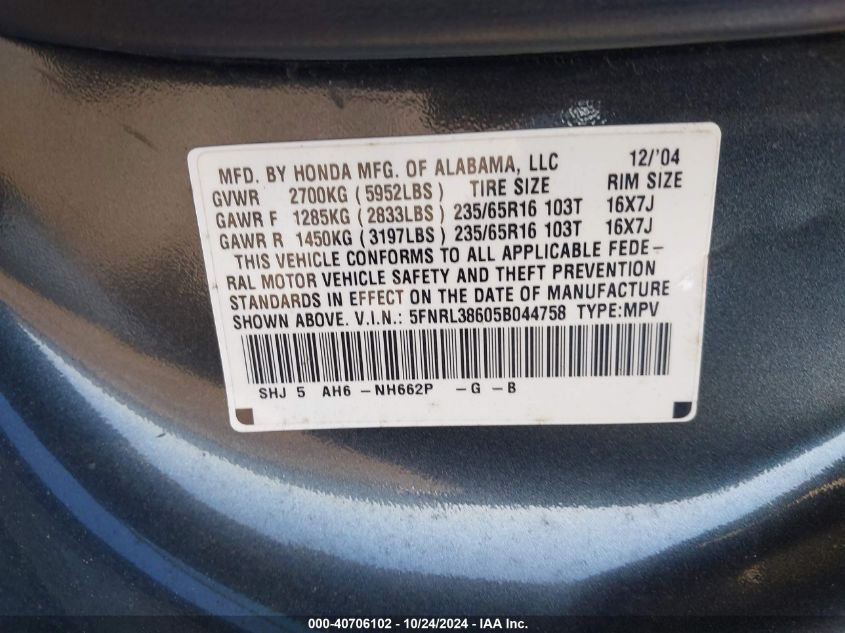 MFD. BY HONDA MFG. OF ALABAMA, LLC 12/'04
GVWR 2700KG (5952LBS) TIRE SIZE RIM SIZE
GAWR F 1285KG (2833LBS) 235/65R16 103T 16X7J
GAWR R 1450KG (3197LBS) 235/65R16 103T 16X7J
THIS VEHICLE CONFORMS TO ALL APPLICABLE FEDE-
RAL MOTOR VEHICLE SAFETY AND THEFT PREVENTION
STANDARDS IN EFFECT ON THE DATE OF MANUFACTURE
SHOWN ABOVE. V.I.N.: 5FNRL38605B044758 TYPE:MPV
SHJ 5 AH6 -NH662P -G -B
000-40706102 - 10/24/2024 - IAA Inc.